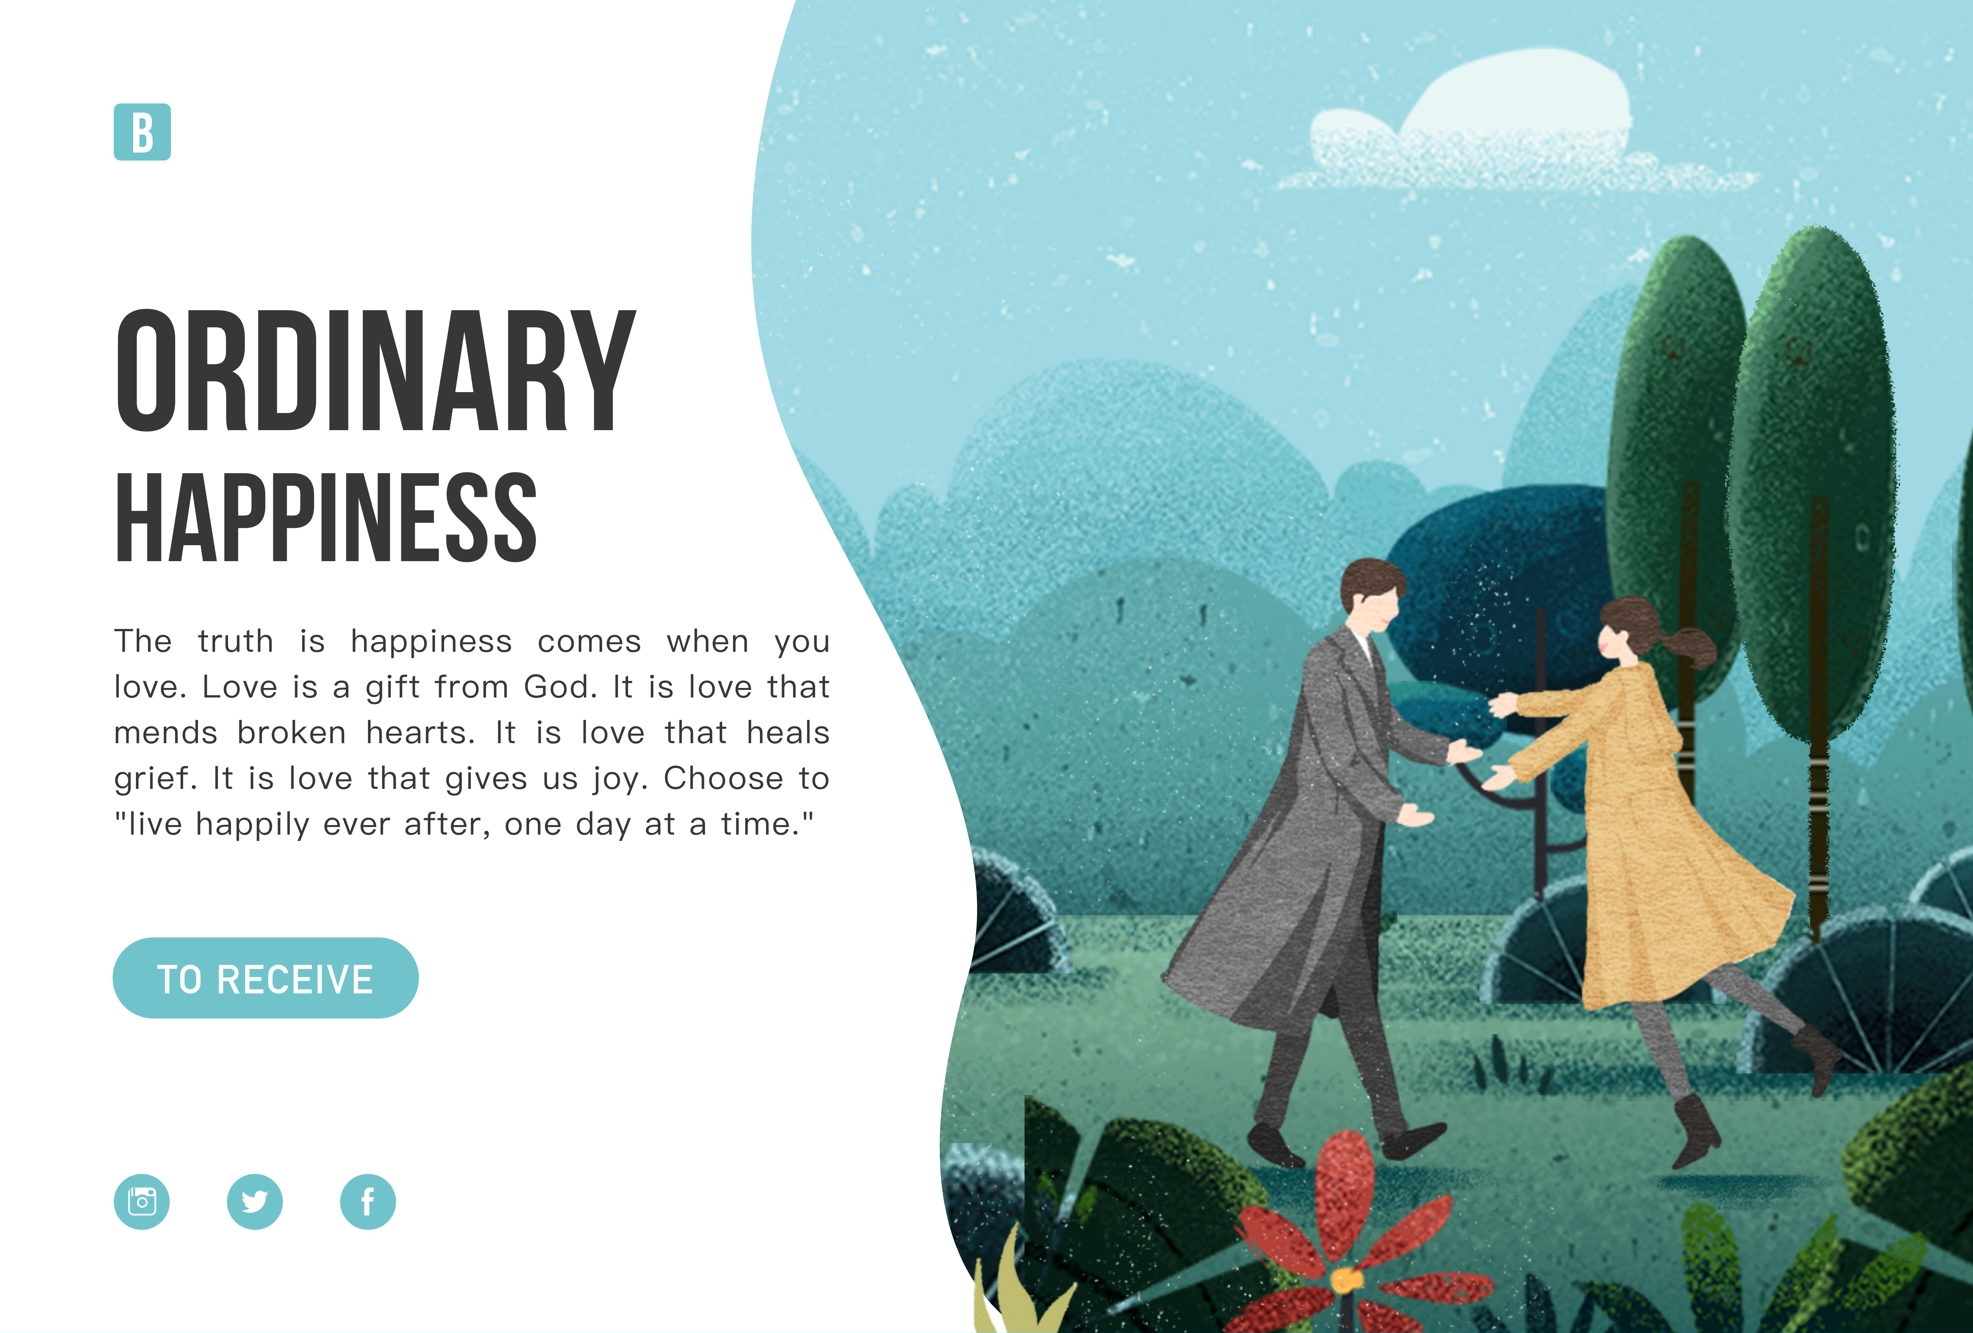 B
ORDINARY
HAPPINESS
The truth is happiness comes when you
love. Love is a gift from God. It is love that
mends broken hearts. It is love that heals
grief. It is love that gives us joy. Choose to
"live happily ever after, one day at a time."
TO RECEIVE